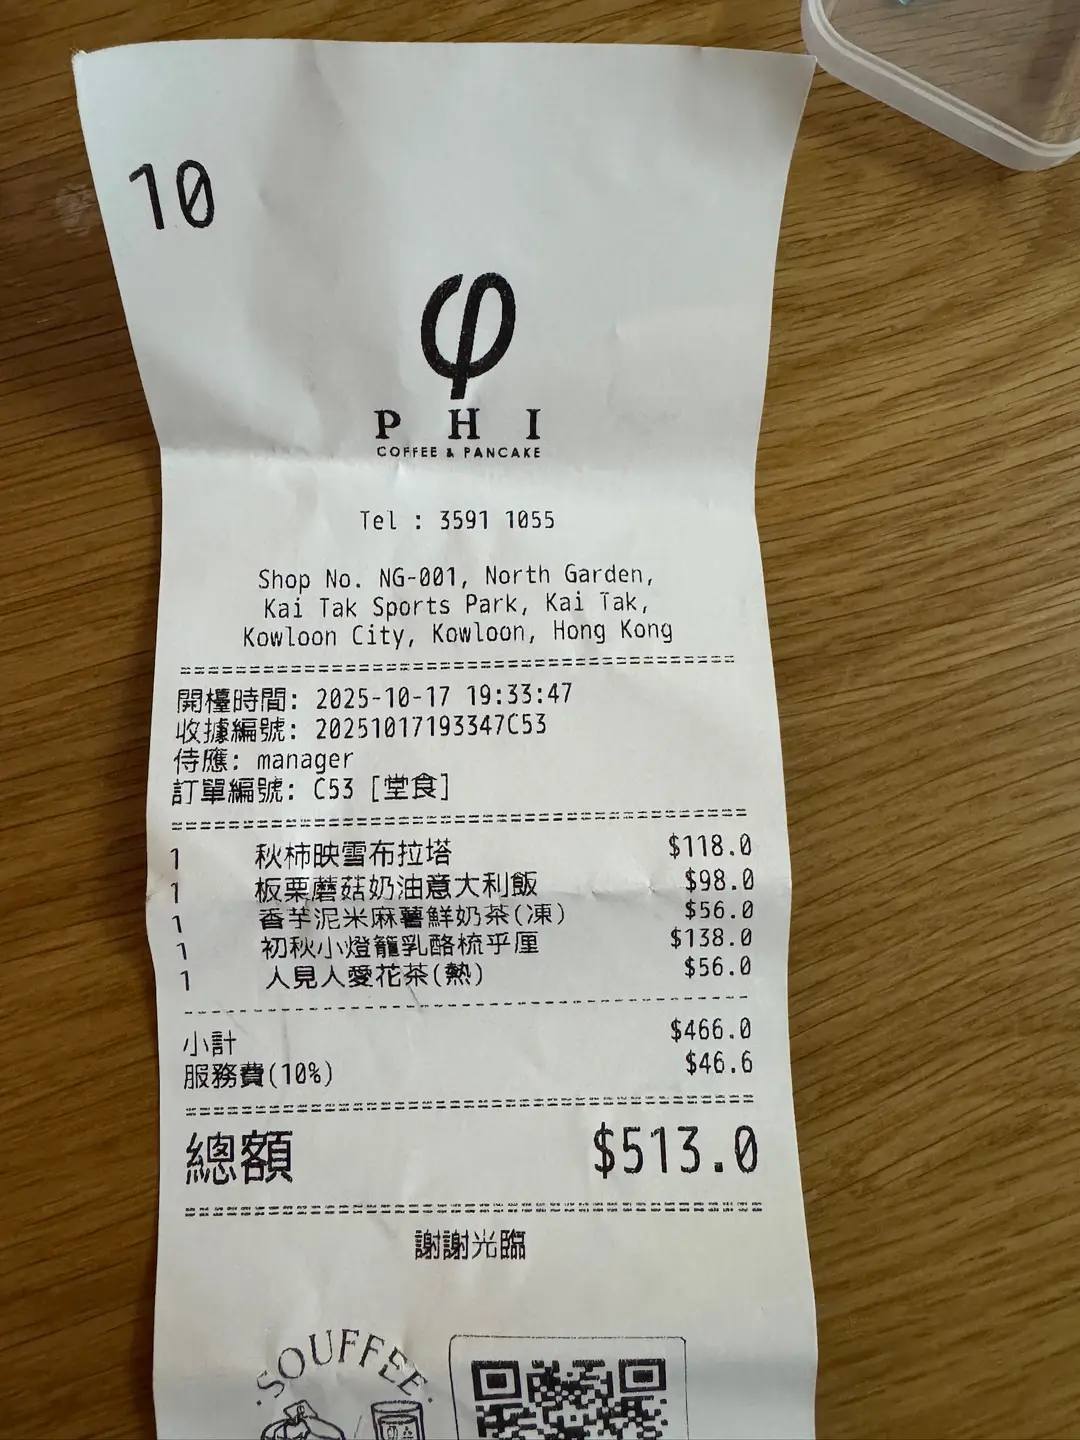 10
φ
P H I
COFFEE & PANCAKE
Tel : 3591 1055
Shop No. NG-001, North Garden,
Kai Tak Sports Park, Kai Tak,
Kowloon City, Kowloon, Hong Kong
開檯時間: 2025-10-17 19:33:47
收據編號: 20251017193347C53
侍應: manager
訂單編號: C53 [堂食]
1 秋柿映雪布拉塔 $118.0
1 板栗蘑菇奶油意大利飯 $98.0
1 香芋泥米麻薯鮮奶茶(凍) $56.0
1 初秋小燈籠乳酪梳乎厘 $138.0
1 人見人愛花茶(熱) $56.0
小計 $466.0
服務費(10%) $46.6
總額 $513.0
謝謝光臨
·SOUFFEE·